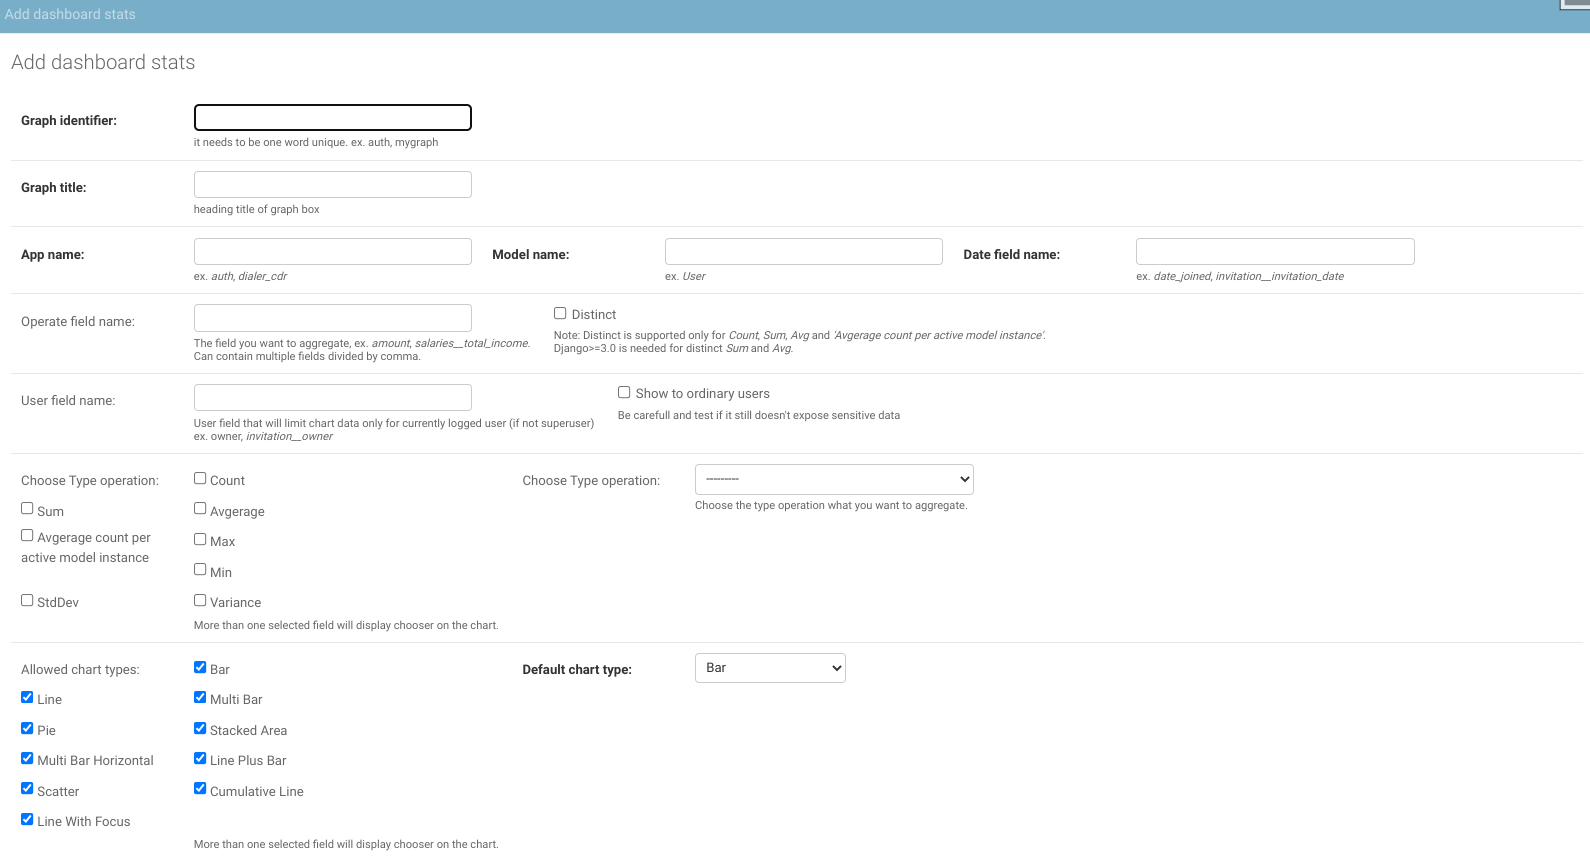 Add dashboard stats
Add dashboard stats
Graph identifier:
it needs to be one word unique. ex. auth, mygraph
Graph title:
heading title of graph box
App name:
ex. auth, dialer_cdr
Model name:
ex. User
Date field name:
ex. date_joined, invitation__invitation_date
Operate field name:
The field you want to aggregate, ex. amount, salaries__total_income.
Can contain multiple fields divided by comma.
Distinct
Note: Distinct is supported only for Count, Sum, Avg and 'Avgerage count per active model instance'.
Django>=3.0 is needed for distinct Sum and Avg.
User field name:
User field that will limit chart data only for currently logged user (if not superuser)
ex. owner, invitation__owner
Show to ordinary users
Be carefull and test if it still doesn't expose sensitive data
Choose Type operation:
Count
Sum
Avgerage
Avgerage count per
active model instance
Max
Min
StdDev
Variance
More than one selected field will display chooser on the chart.
Choose Type operation:
---------
Choose the type operation what you want to aggregate.
Allowed chart types:
Bar
Line
Multi Bar
Pie
Stacked Area
Multi Bar Horizontal
Line Plus Bar
Scatter
Cumulative Line
Line With Focus
More than one selected field will display chooser on the chart.
Default chart type:
Bar